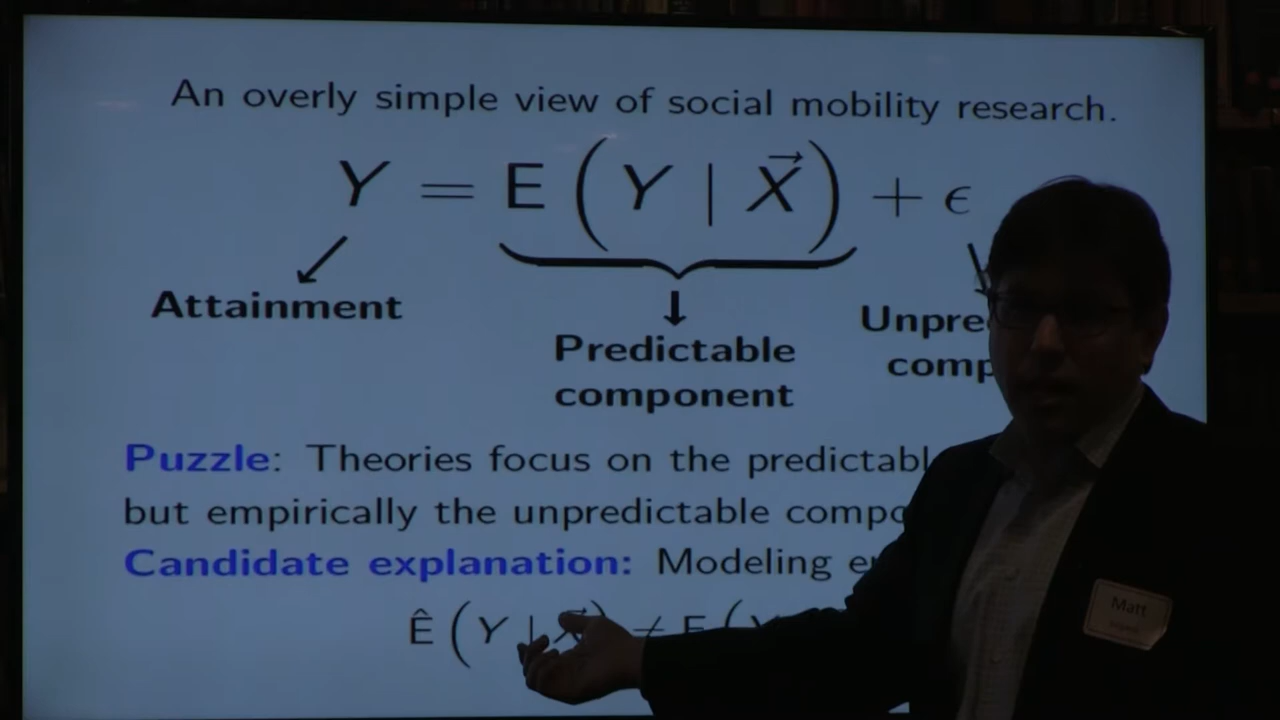 An overly simple view of social mobility research.
Y = E ( Y | X⃗ ) + ϵ
Attainment
Predictable
component
Unpre
comp
Puzzle: Theories focus on the predictabl
but empirically the unpredictable compo
Candidate explanation: Modeling e
Ê ( Y | X⃗ ) ≠ E ( Y
Matt